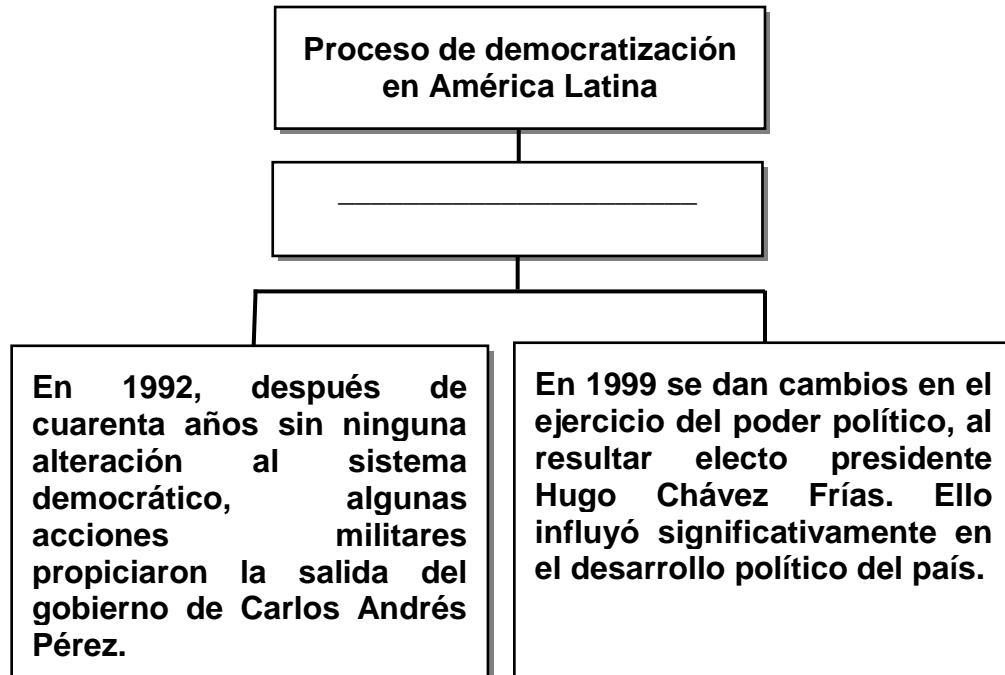 Proceso de democratización
en América Latina
______________________
En 1992, después de
cuarenta años sin ninguna
alteración al sistema
democrático, algunas
acciones militares
propiciaron la salida del
gobierno de Carlos Andrés
Pérez.
En 1999 se dan cambios en el
ejercicio del poder político, al
resultar electo presidente
Hugo Chávez Frías. Ello
influyó significativamente en
el desarrollo político del país.